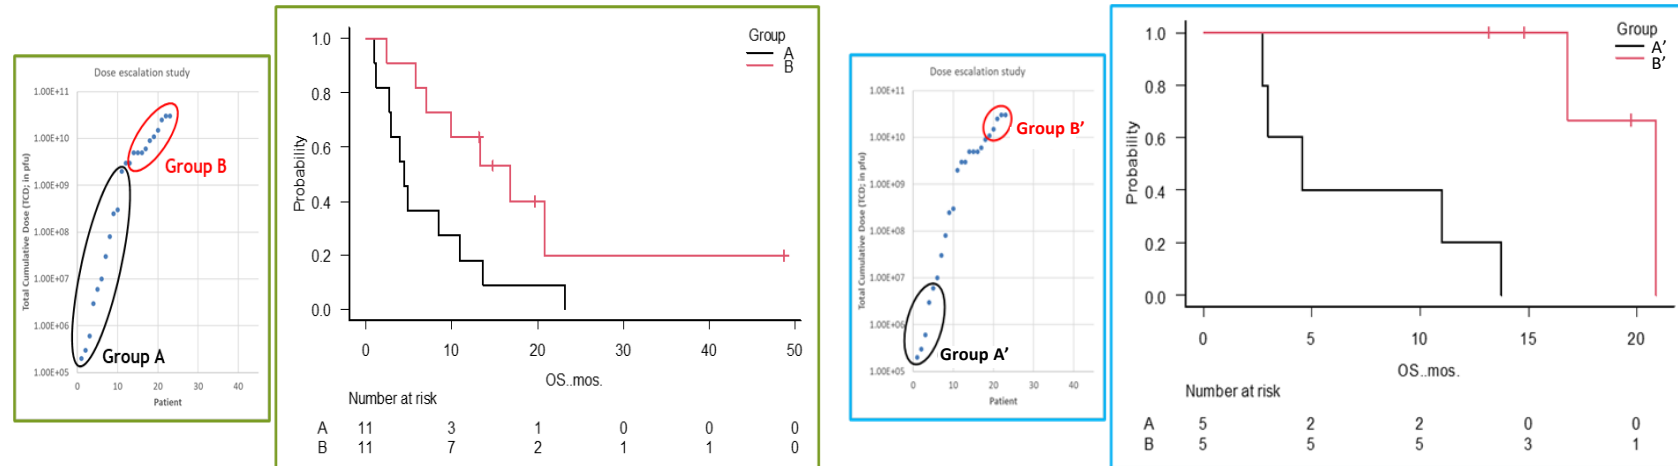 Dose escalation study
1.00E+11
1.00E+10
1.00E+09
1.00E+08
1.00E+07
1.00E+06
1.00E+05
0 10 20 30 40
Total Cumulative Dose (TCD; in pfu)
Patient
Group B
Group A
Group
A
B
1.0
0.8
0.6
0.4
0.2
0.0
Probability
0 10 20 30 40 50
OS..mos.
Number at risk
A 11 3 1 0 0 0
B 11 7 2 1 1 0
Dose escalation study
1.00E+11
1.00E+10
1.00E+09
1.00E+08
1.00E+07
1.00E+06
1.00E+05
0 10 20 30 40
Total Cumulative Dose (TCD; in pfu)
Patient
Group B’
Group A’
Group
A’
B’
1.0
0.8
0.6
0.4
0.2
0.0
Probability
0 5 10 15 20
OS..mos.
Number at risk
A 5 2 2 0 0
B 5 5 5 3 1